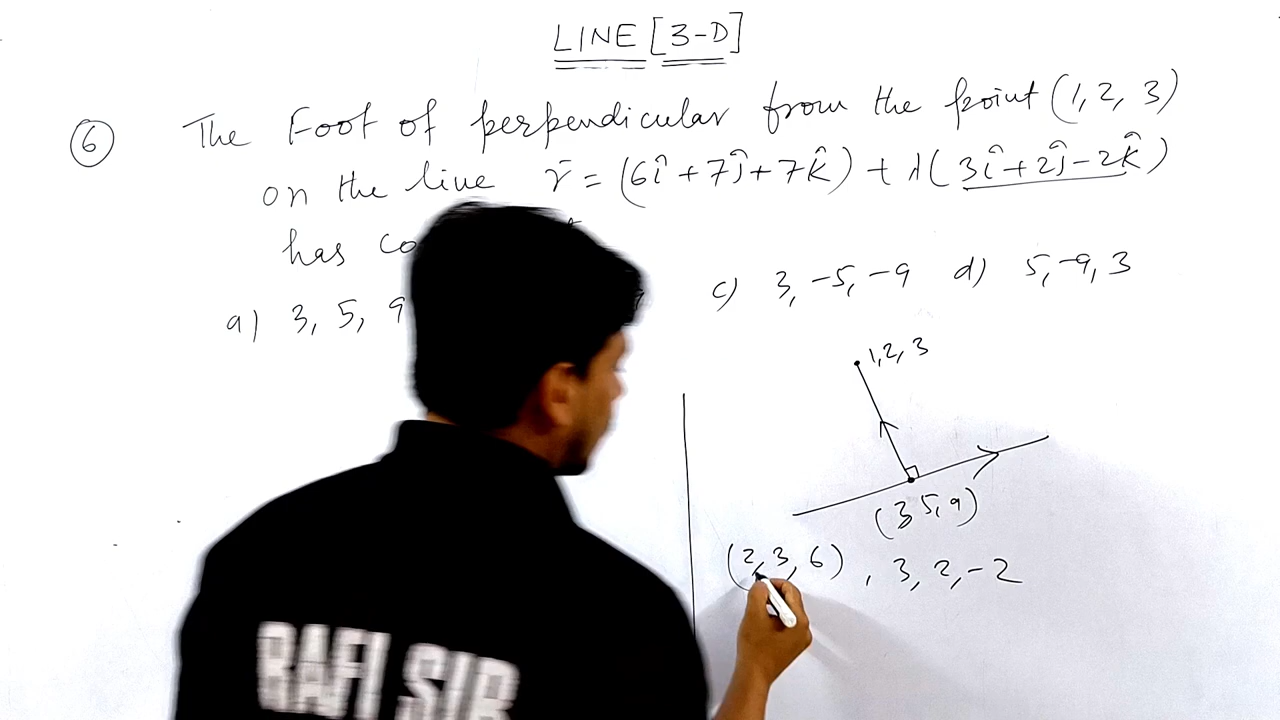 LINE [3-D]
⑥ The Foot of perpendicular from the point (1, 2, 3)
on the line r̄ = (6î + 7ĵ + 7k̂) + λ(3î + 2ĵ - 2k̂)
has
a) 3, 5, 9 c) 3, -5, -9 d) 5, -9, 3
1, 2, 3
(3 5, 9)
(2, 3, 6), 3, 2, -2
RAFI SIR